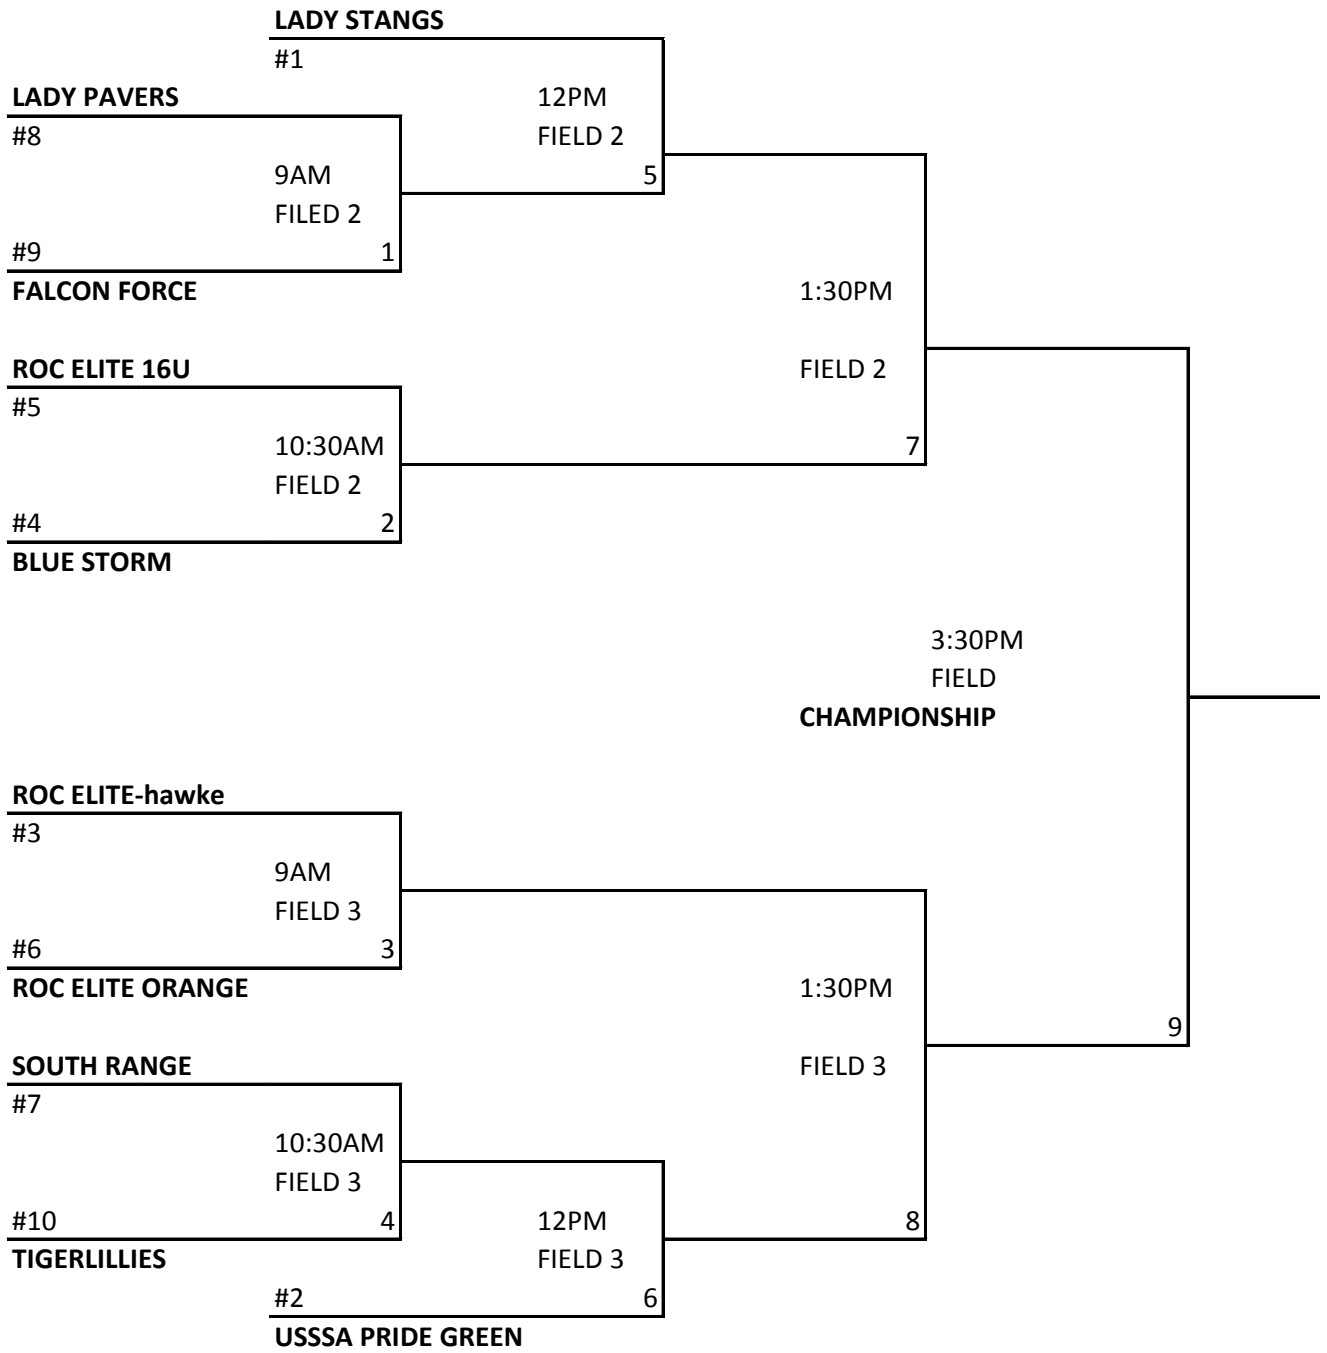 LADY STANGS
#1
LADY PAVERS
12PM
#8
FIELD 2
9AM
5
FILED 2
#9
1
FALCON FORCE
1:30PM
ROC ELITE 16U
FIELD 2
#5
10:30AM
7
FIELD 2
#4
2
BLUE STORM
3:30PM
FIELD
CHAMPIONSHIP
ROC ELITE-hawke
#3
9AM
FIELD 3
#6
3
ROC ELITE ORANGE
1:30PM
9
SOUTH RANGE
FIELD 3
#7
10:30AM
FIELD 3
#10
4
12PM
8
TIGERLILLIES
FIELD 3
#2
6
USSSA PRIDE GREEN